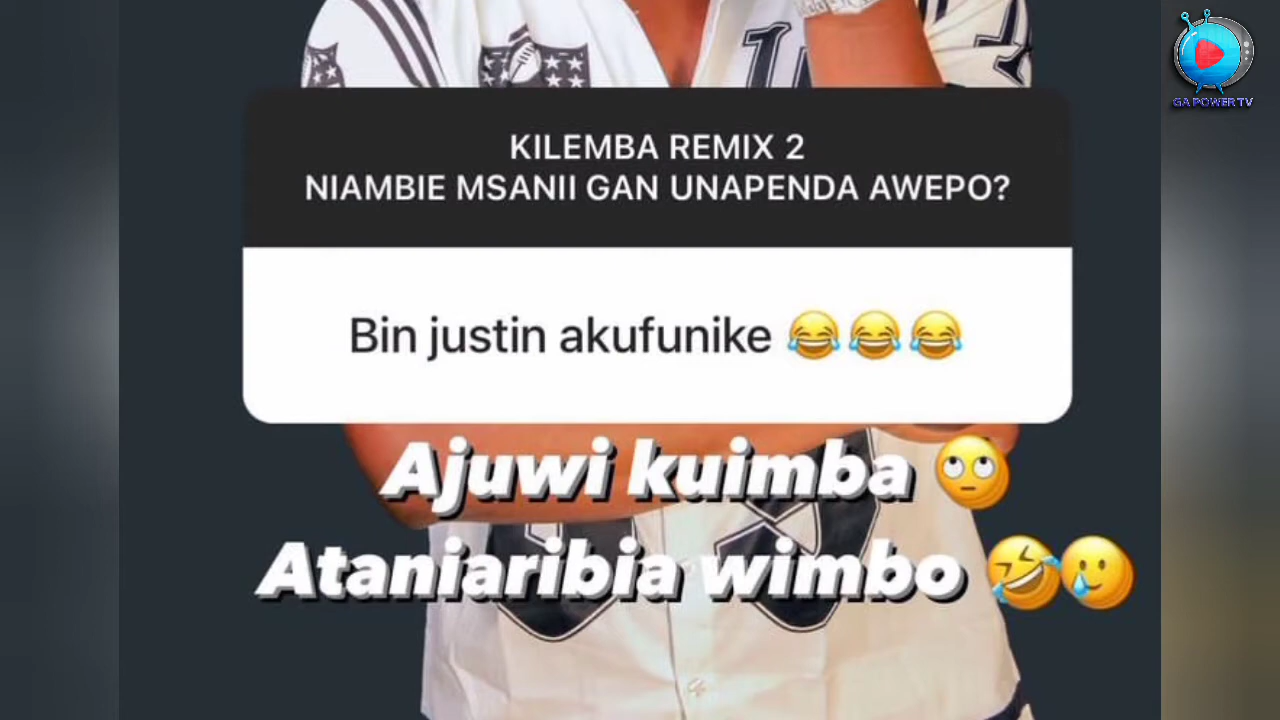 GA POWER TV
KILEMBA REMIX 2
NIAMBIE MSANII GAN UNAPENDA AWEPO?
Bin justin akufunike 😂😂😂
Ajuwi kuimba 🙄
Ataniaribia wimbo 🤣🥲